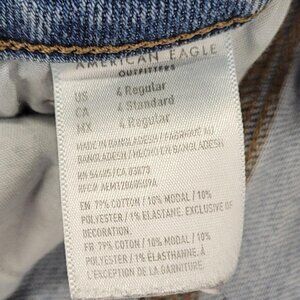 AMERICAN EAGLE
OUTFITTERS
US 4 Regular
CA 4 Standard
MX 4 Regular
MADE IN BANGLADESH / FABRIQUÉ AU
BANGLADESH / HECHO EN BANGLADESH
RN 54485/CA 03873
EN 79% COTTON / 10% MODAL / 10%
POLYESTER / 1% ELASTANE. EXCLUSIVE OF
DECORATION.
FR 79% COTON / 10% MODAL / 10%
POLYESTER / 1% ÉLASTHANNE. À
L'EXCEPTION DE LA GARNITURE.